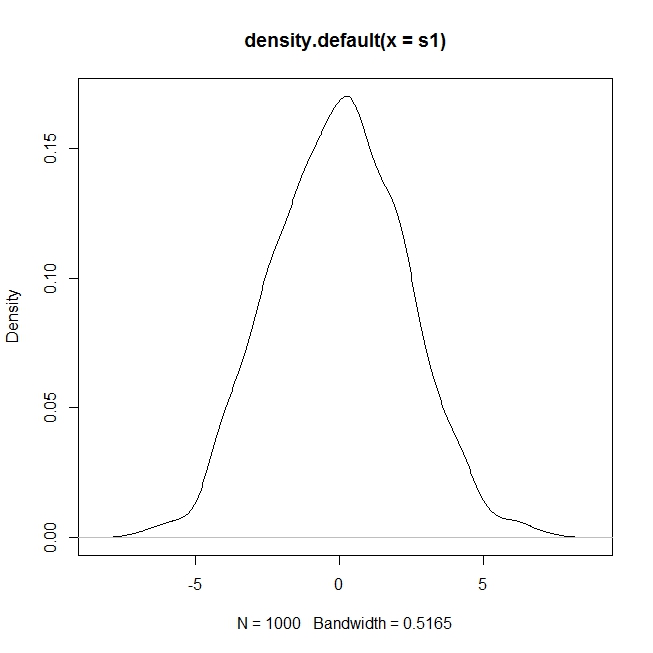 density.default(x = s1)
Density
0.15
0.10
0.05
0.00
-5 0 5
N = 1000 Bandwidth = 0.5165